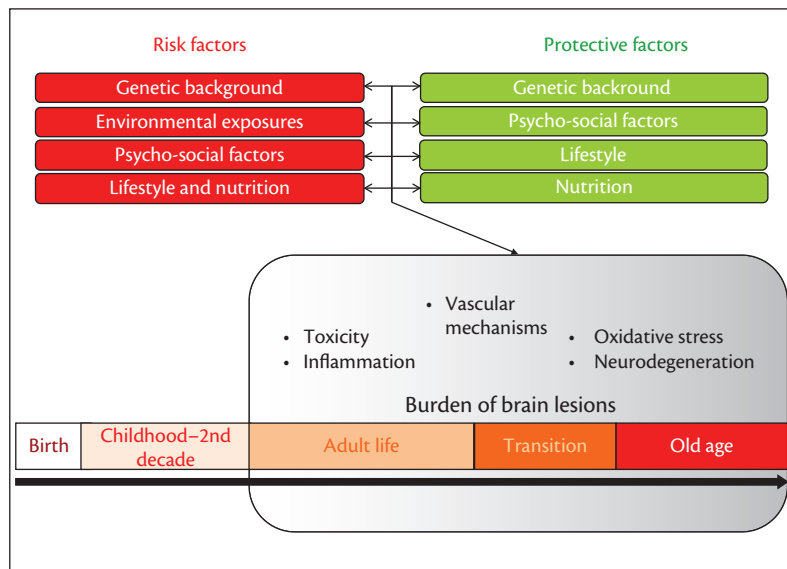 Risk factors
Protective factors
Genetic background
Genetic backround
Environmental exposures
Psycho-social factors
Psycho-social factors
Lifestyle
Lifestyle and nutrition
Nutrition
• Vascular
mechanisms
• Toxicity
• Inflammation
• Oxidative stress
• Neurodegeneration
Burden of brain lesions
Birth
Childhood–2nd
decade
Adult life
Transition
Old age